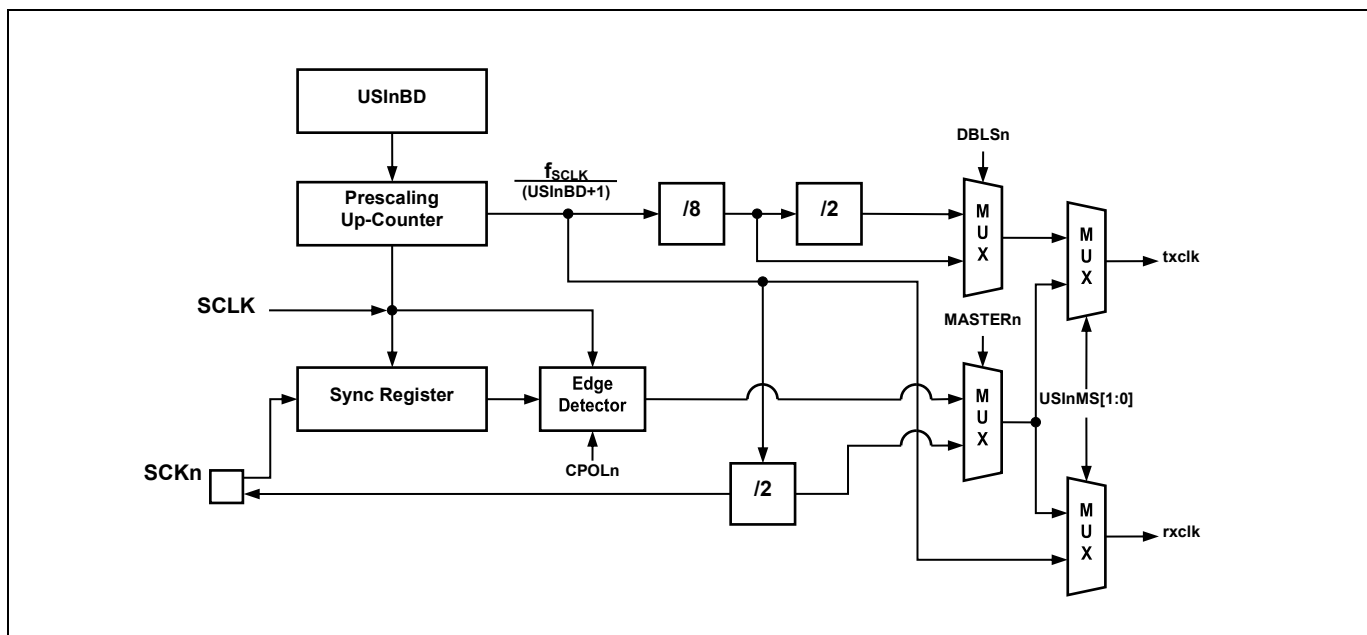 USInBD
DBLSn
fSCLK
(USInBD+1)
Prescaling
Up-Counter
/8
/2
M
U
X
M
U
X
txclk
SCLK
MASTERn
Sync Register
Edge
Detector
M
U
X
USInMS[1:0]
CPOLn
SCKn
/2
M
U
X
rxclk